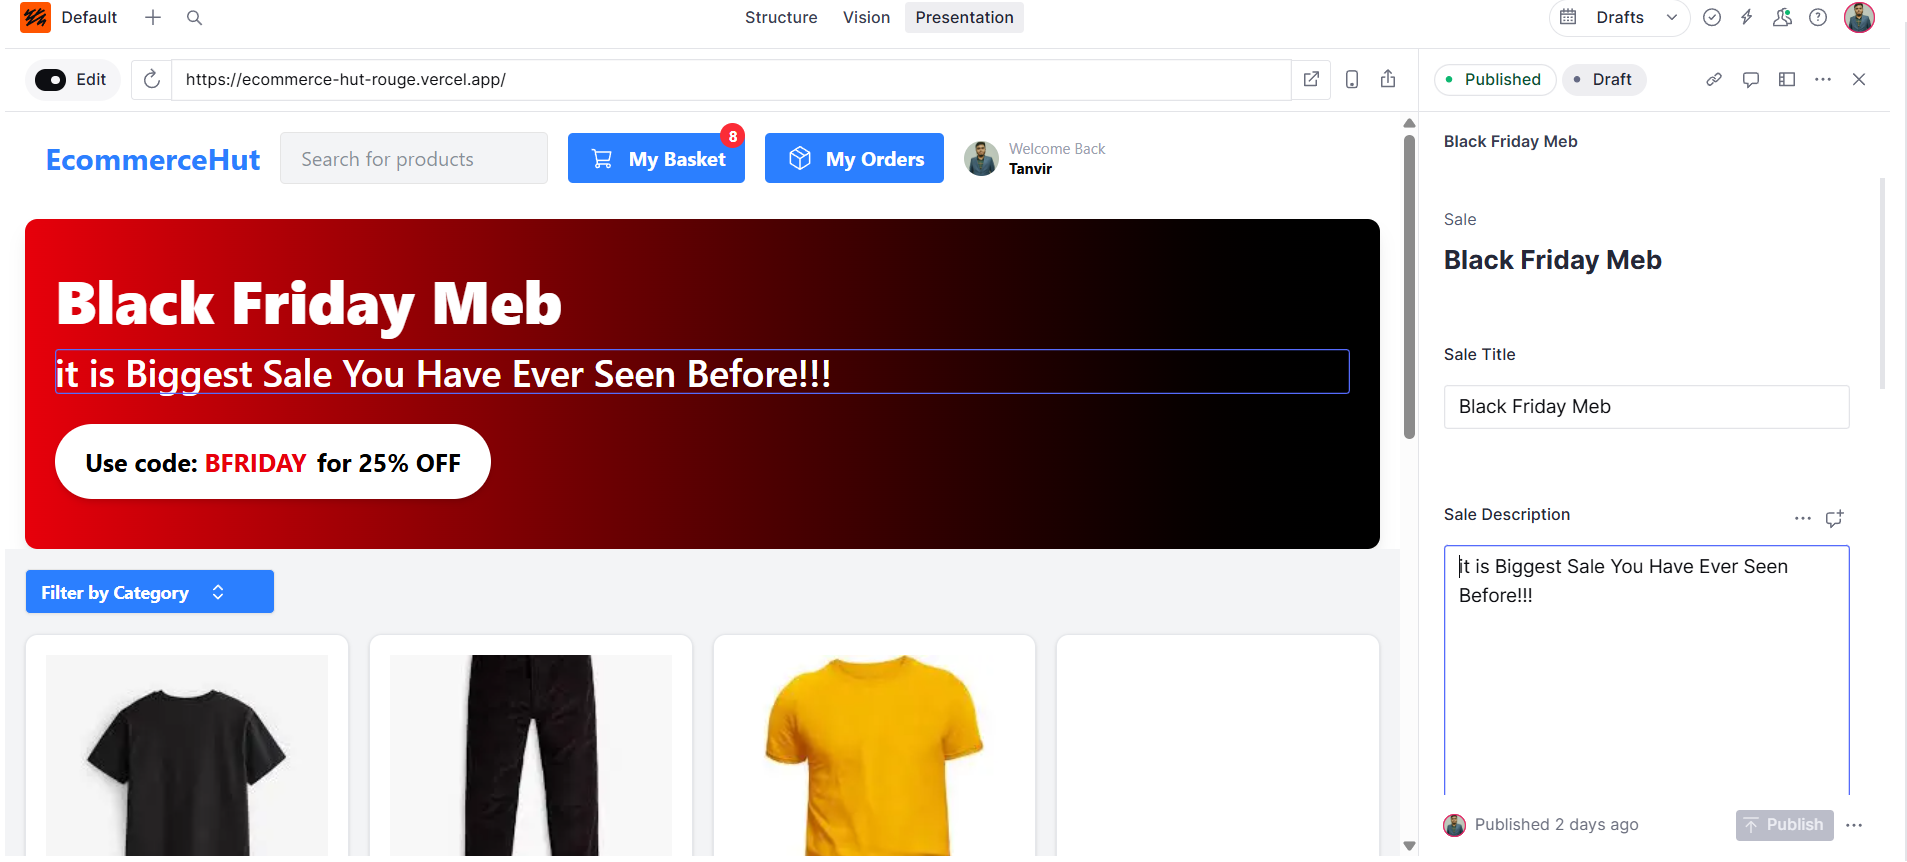 Default
Structure
Vision
Presentation
Drafts
Edit
https://ecommerce-hut-rouge.vercel.app/
Published
Draft
EcommerceHut
Search for products
My Basket
8
My Orders
Welcome Back
Tanvir
Black Friday Meb
it is Biggest Sale You Have Ever Seen Before!!!
Use code: BFRIDAY for 25% OFF
Filter by Category
Black Friday Meb
Sale
Black Friday Meb
Sale Title
Black Friday Meb
Sale Description
it is Biggest Sale You Have Ever Seen
Before!!!
Published 2 days ago
Publish